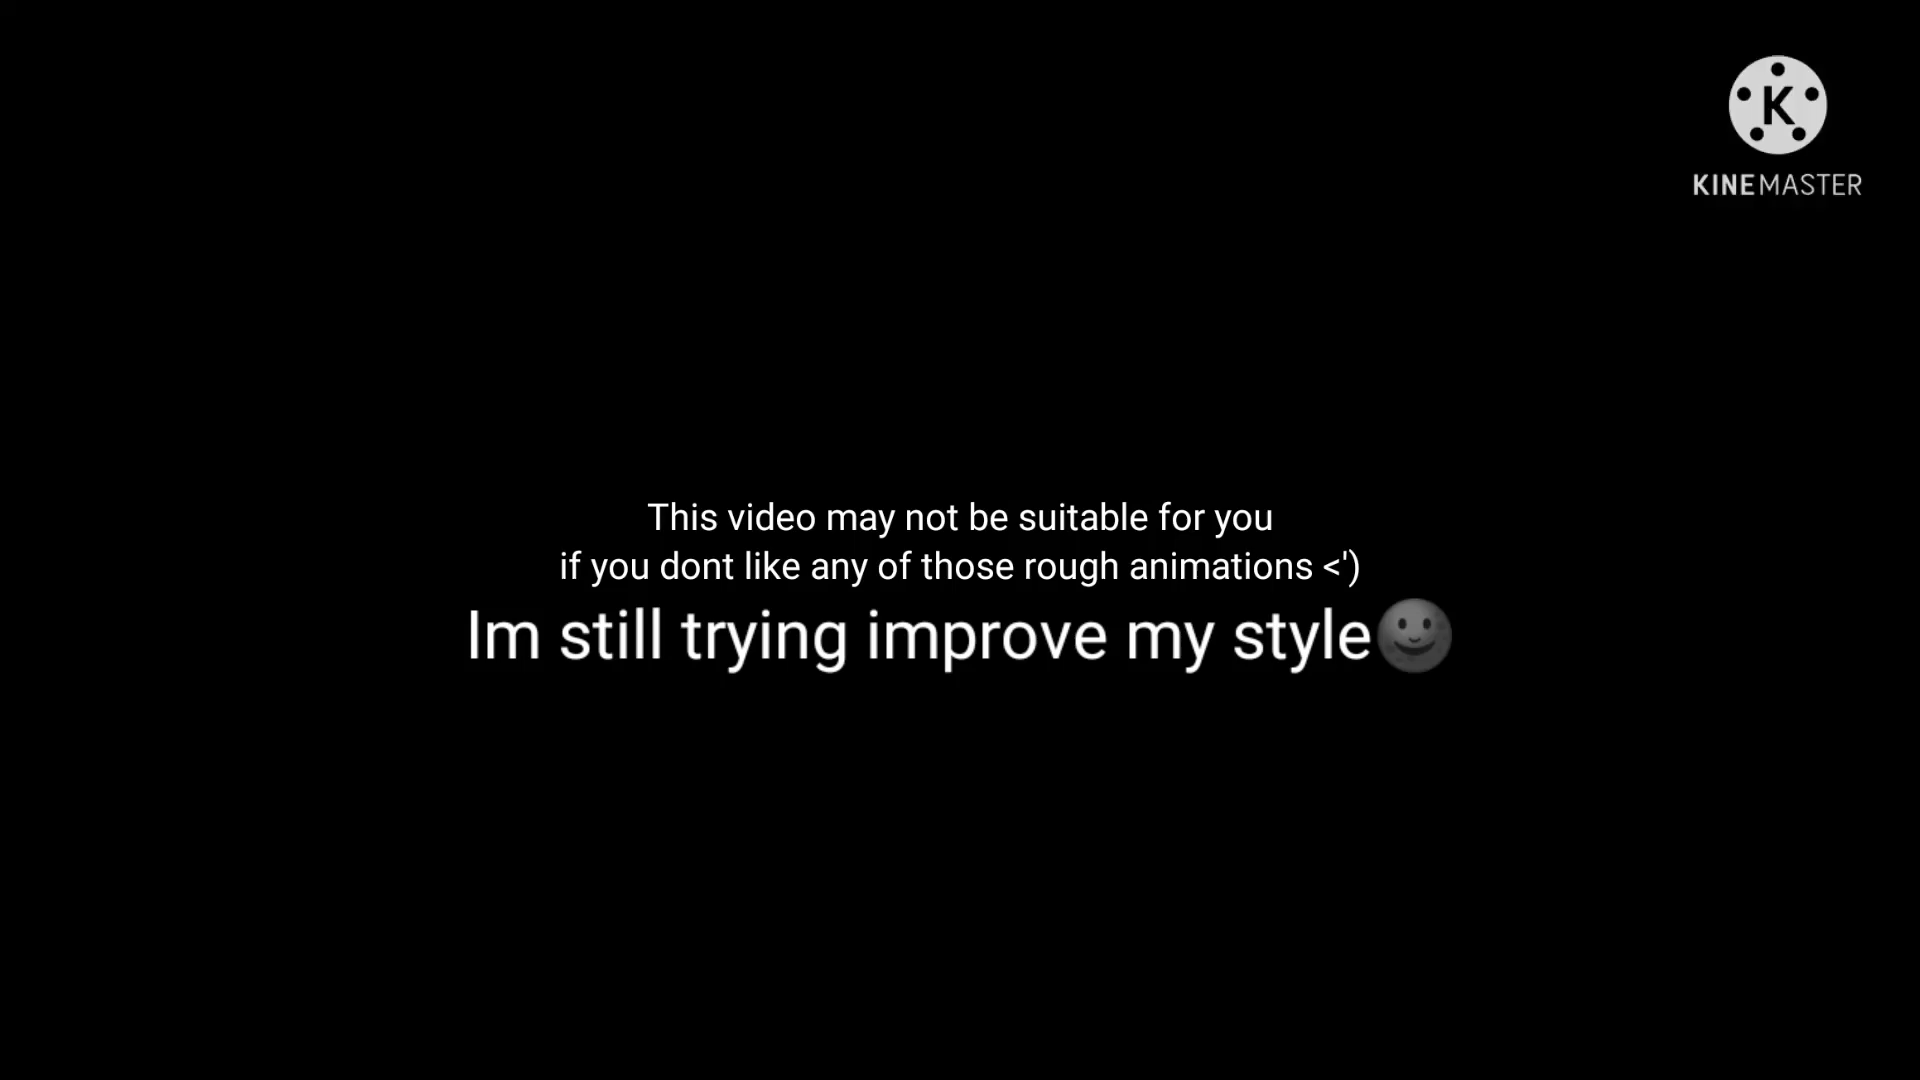 K
KINEMASTER
This video may not be suitable for you
if you dont like any of those rough animations <')
Im still trying improve my style🌚